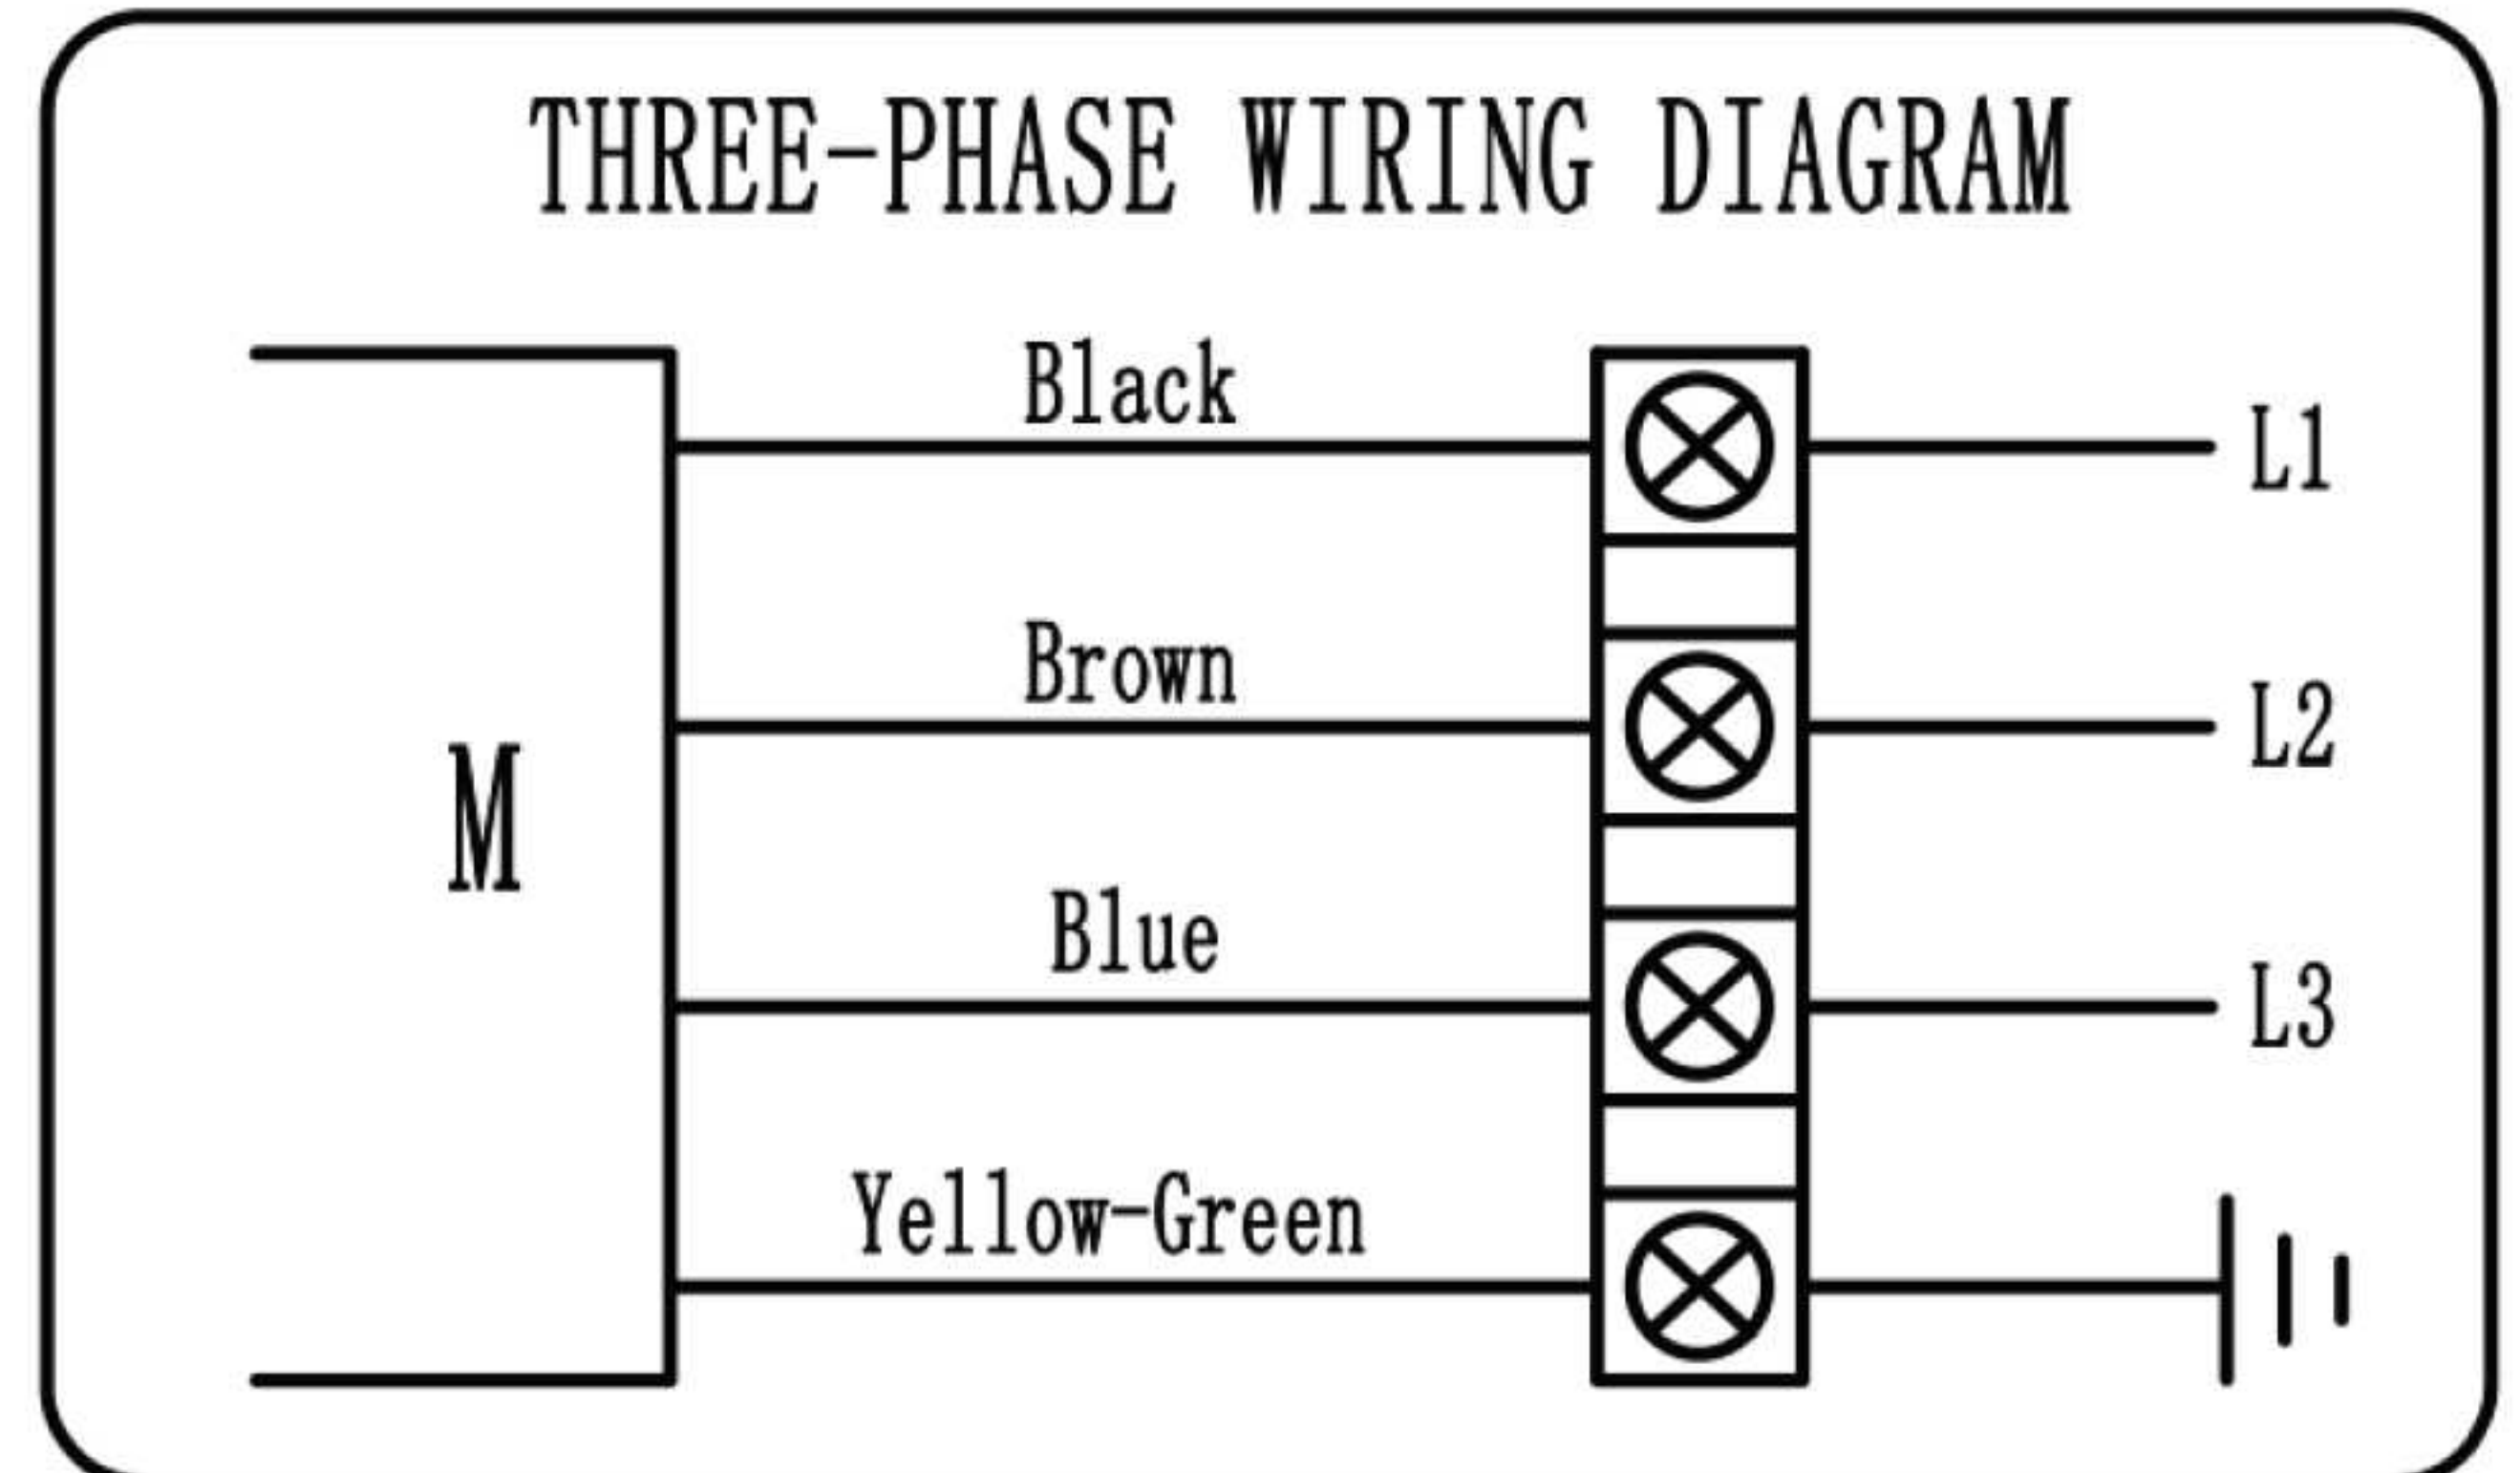 THREE-PHASE WIRING DIAGRAM
Black
L1
Brown
L2
M
Blue
L3
Yellow-Green